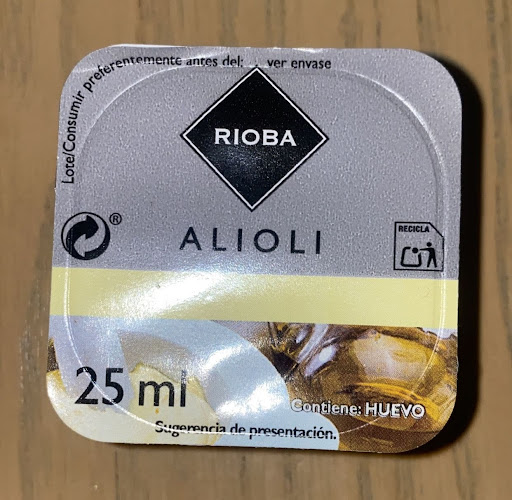 Lote/Consumir preferentemente antes del: ver envase
RIOBA
®
ALIOLI
RECICLA
25 ml
Contiene: HUEVO
Sugerencia de presentación.